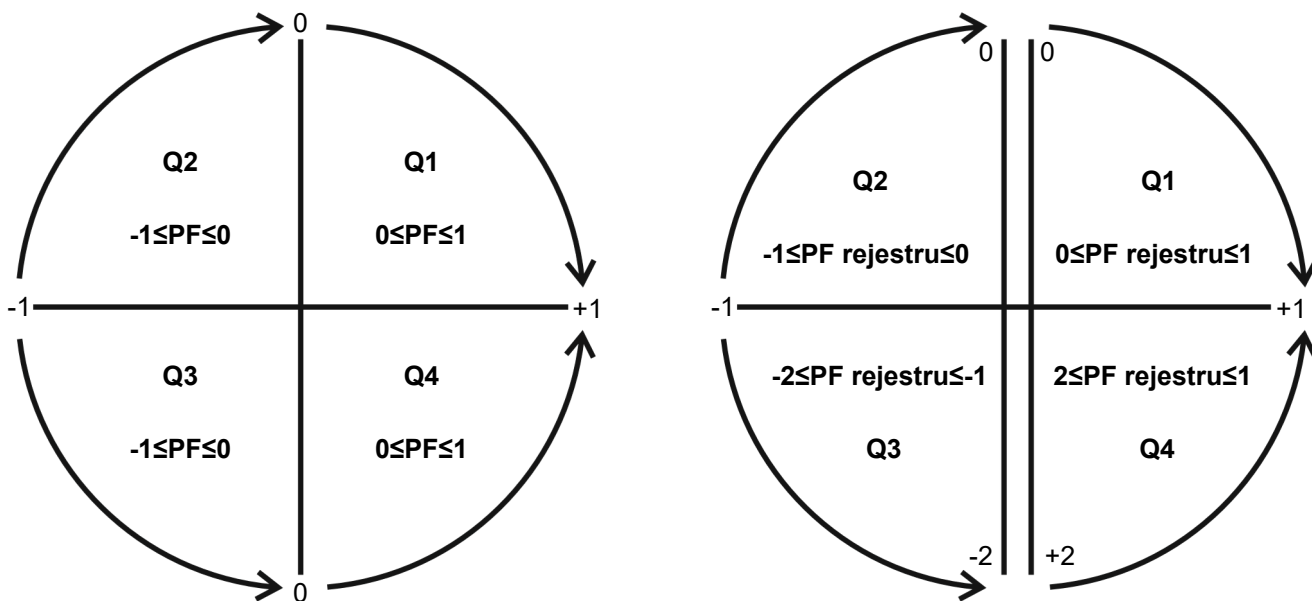 0
Q2
Q1
-1≤PF≤0
0≤PF≤1
-1
+1
Q3
Q4
-1≤PF≤0
0≤PF≤1
0
0
0
Q2
Q1
-1≤PF rejestru≤0
0≤PF rejestru≤1
-1
+1
-2≤PF rejestru≤-1
2≤PF rejestru≤1
Q3
Q4
-2
+2